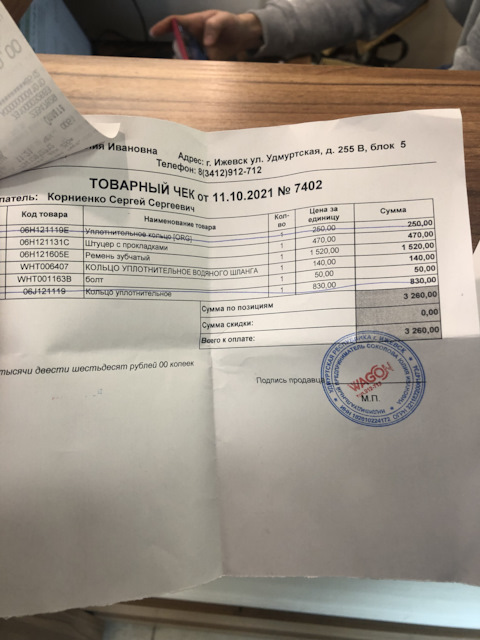 ия Ивановна
Адрес: г. Ижевск ул. Удмуртская, д. 255 В, блок 5
Телефон: 8(3412)912-712
ТОВАРНЫЙ ЧЕК от 11.10.2021 № 7402
патель: Корниенко Сергей Сергеевич
Код товара Наименование товара Кол-во Цена за единицу Сумма
06H121119E Уплотнительное кольцо [ORG] 1 250,00 250,00
06H121131C Штуцер с прокладками 1 470,00 470,00
06H121605E Ремень зубчатый 1 1 520,00 1 520,00
WHT006407 КОЛЬЦО УПЛОТНИТЕЛЬНОЕ ВОДЯНОГО ШЛАНГА 1 140,00 140,00
WHT001163B болт 1 50,00 50,00
06J121119 Кольцо уплотнительное 1 830,00 830,00
Сумма по позициям 3 260,00
Сумма скидки: 0,00
Всего к оплате: 3 260,00
тысячи двести шестьдесят рублей 00 копеек
Подпись продавца
WAGON
М.П.